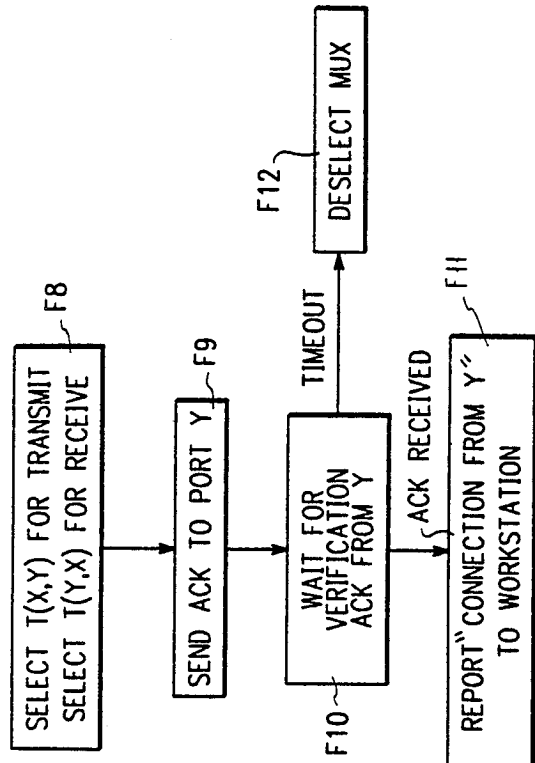 SELECT T(X,Y) FOR TRANSMIT
SELECT T(Y,X) FOR RECEIVE
F8
SEND ACK TO PORT Y
F9
WAIT FOR
VERIFICATION
ACK FROM Y
F10
TIMEOUT
DESELECT MUX
F12
ACK RECEIVED
REPORT "CONNECTION FROM Y"
TO WORKSTATION
F11